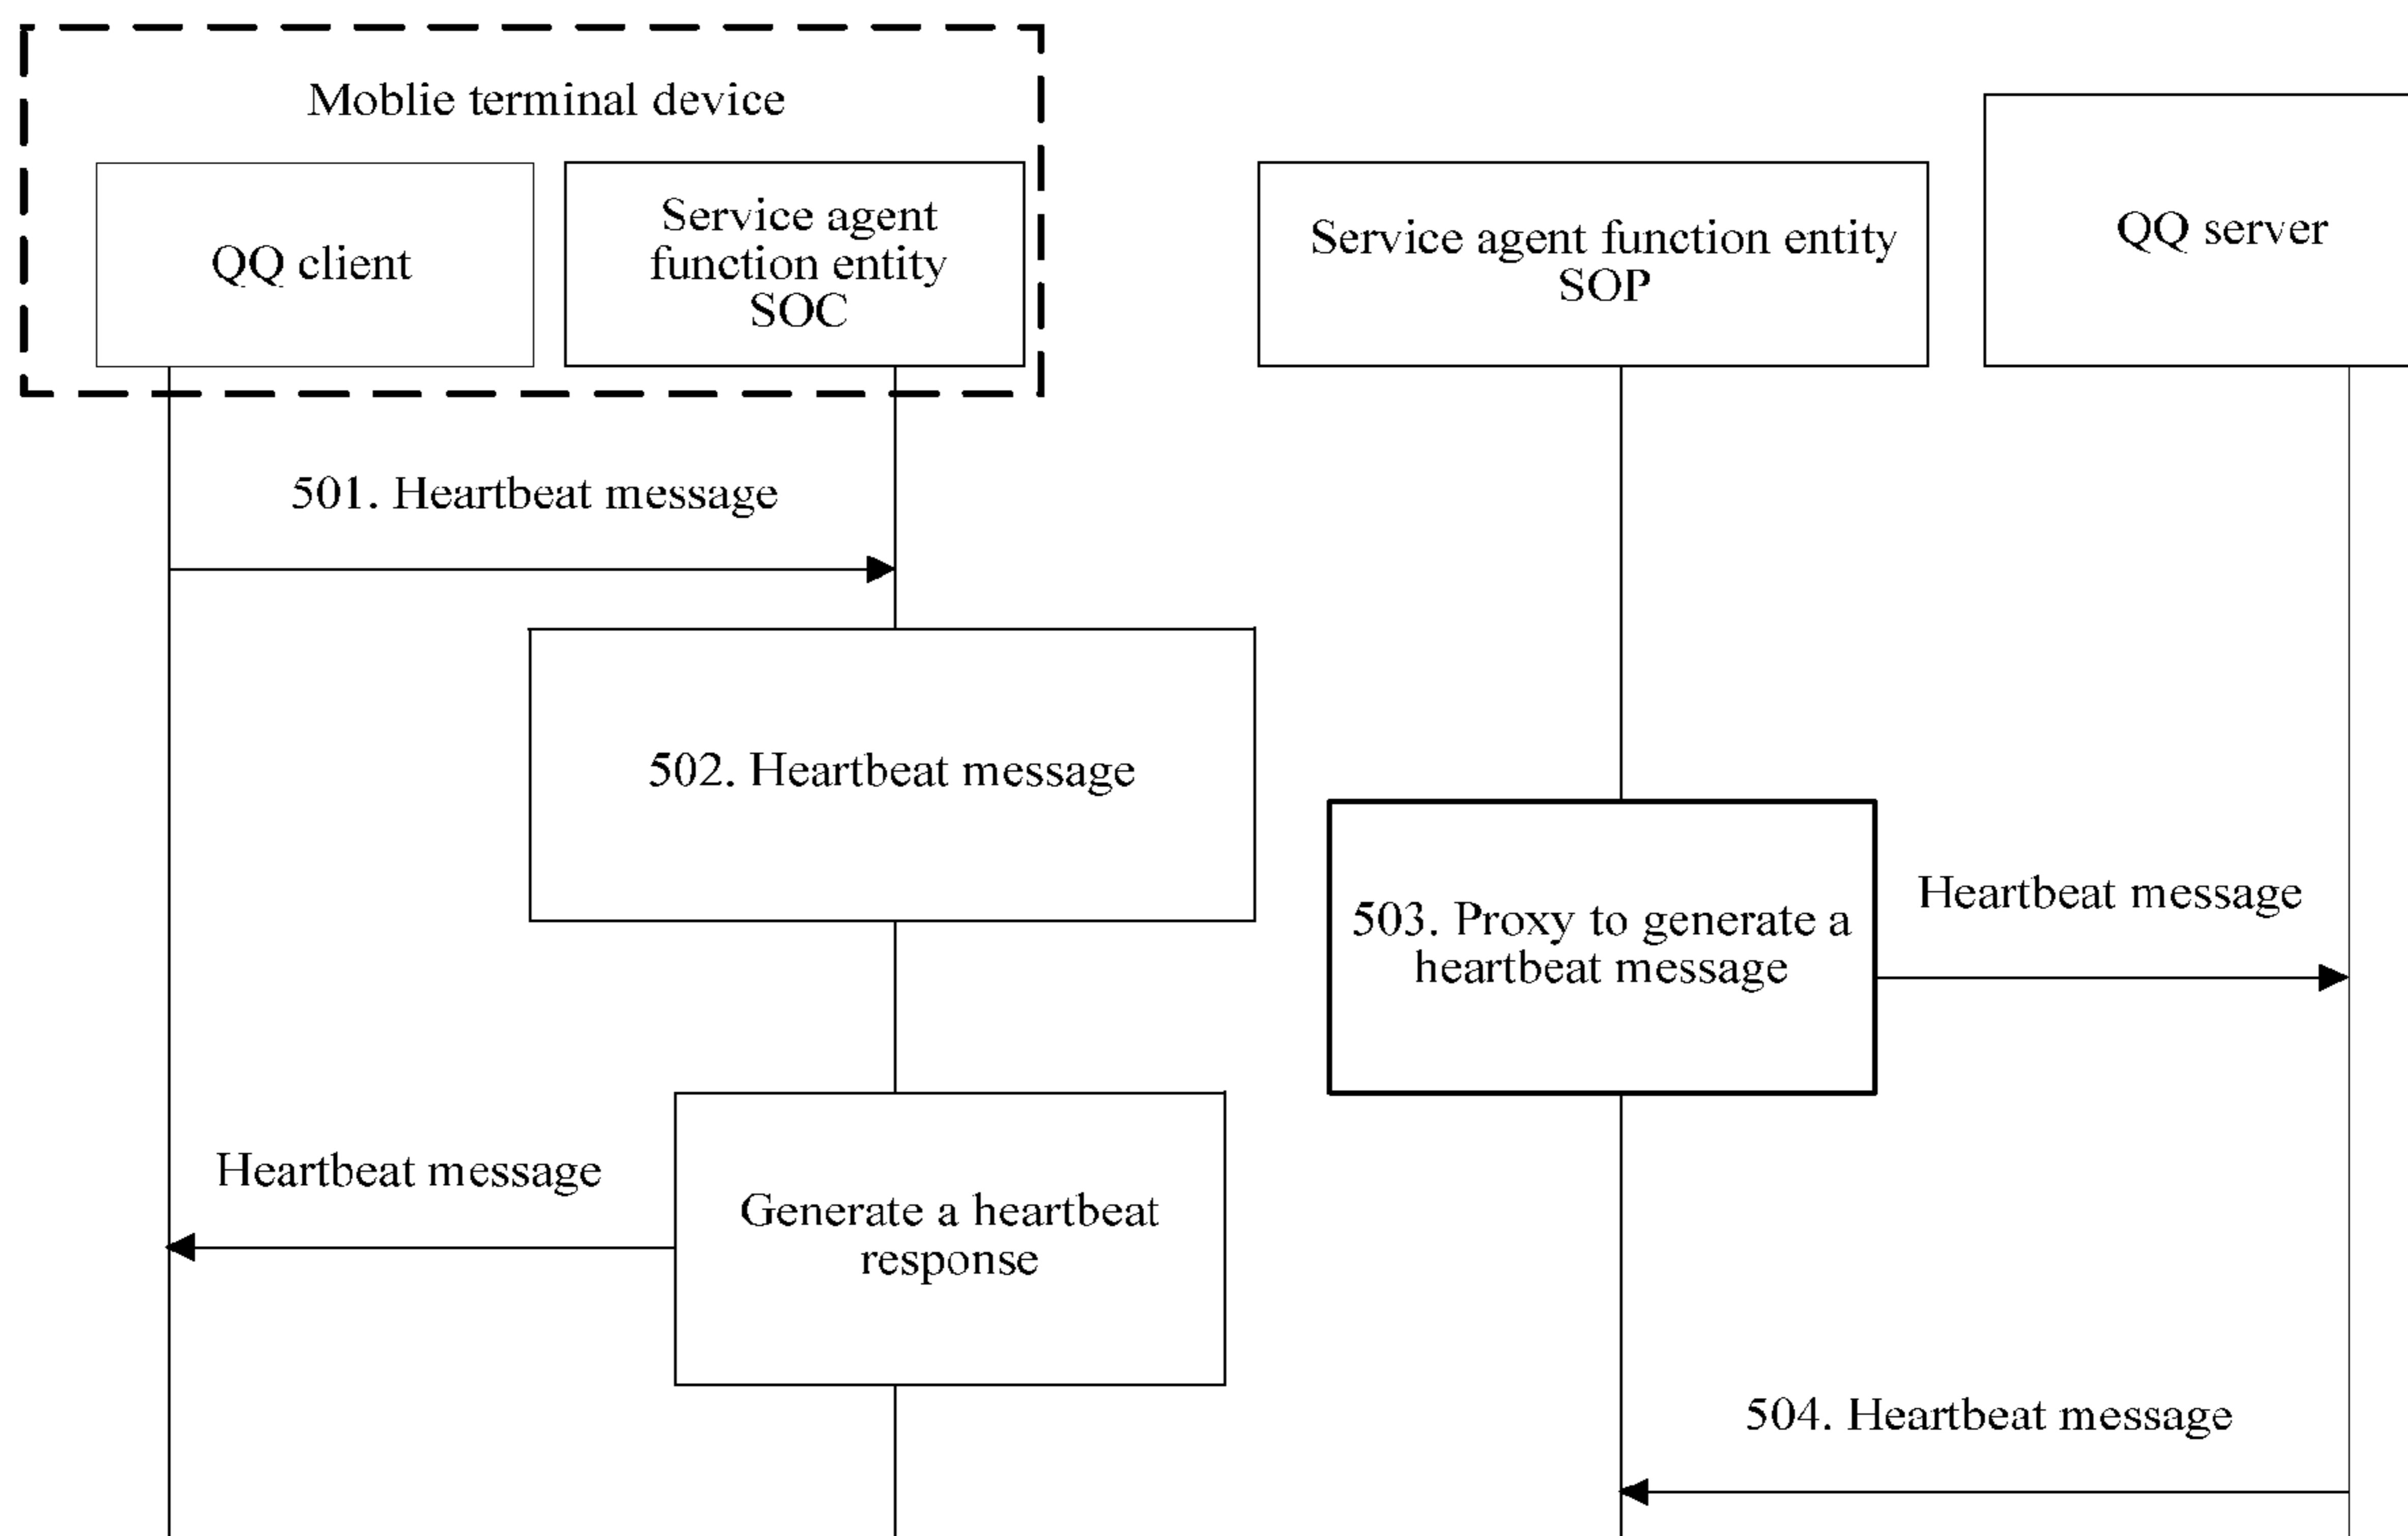 Moblie terminal device
QQ client
Service agent
function entity
SOC
Service agent function entity
SOP
QQ server
501. Heartbeat message
502. Heartbeat message
503. Proxy to generate a
heartbeat message
Heartbeat message
Heartbeat message
Generate a heartbeat
response
504. Heartbeat message